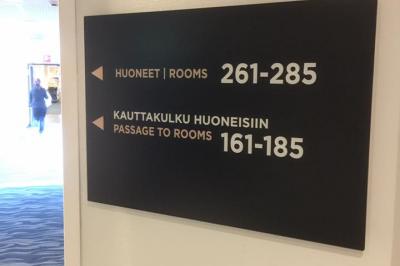 HUONEET | ROOMS 261-285
KAUTTAKULKU HUONEISIIN
PASSAGE TO ROOMS 161-185